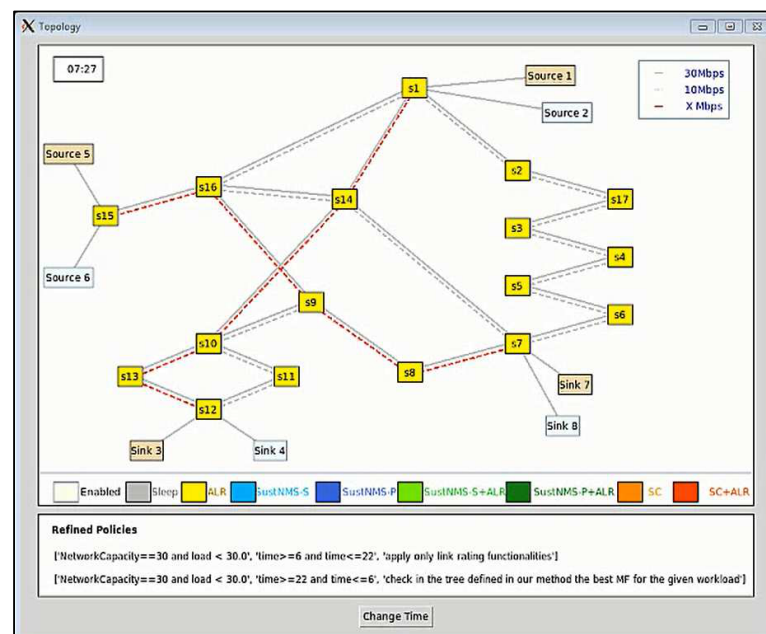 Topology
07:27
Source 1
s1
30Mbps
10Mbps
X Mbps
Source 2
Source 5
s2
s16
s14
s17
s15
s3
s4
Source 6
s5
s9
s6
s10
s7
s13
s11
s8
Sink 7
s12
Sink 8
Sink 3
Sink 4
Enabled Sleep ALR SustNMS-S SustNMS-P SustNMS-S+ALR SustNMS-P+ALR SC SC+ALR
Refined Policies
['NetworkCapacity==30 and load < 30.0', 'time>=6 and time<=22', 'apply only link rating functionalities']
['NetworkCapacity==30 and load < 30.0', 'time>=22 and time<=6', 'check in the tree defined in our method the best MF for the given workload']
Change Time